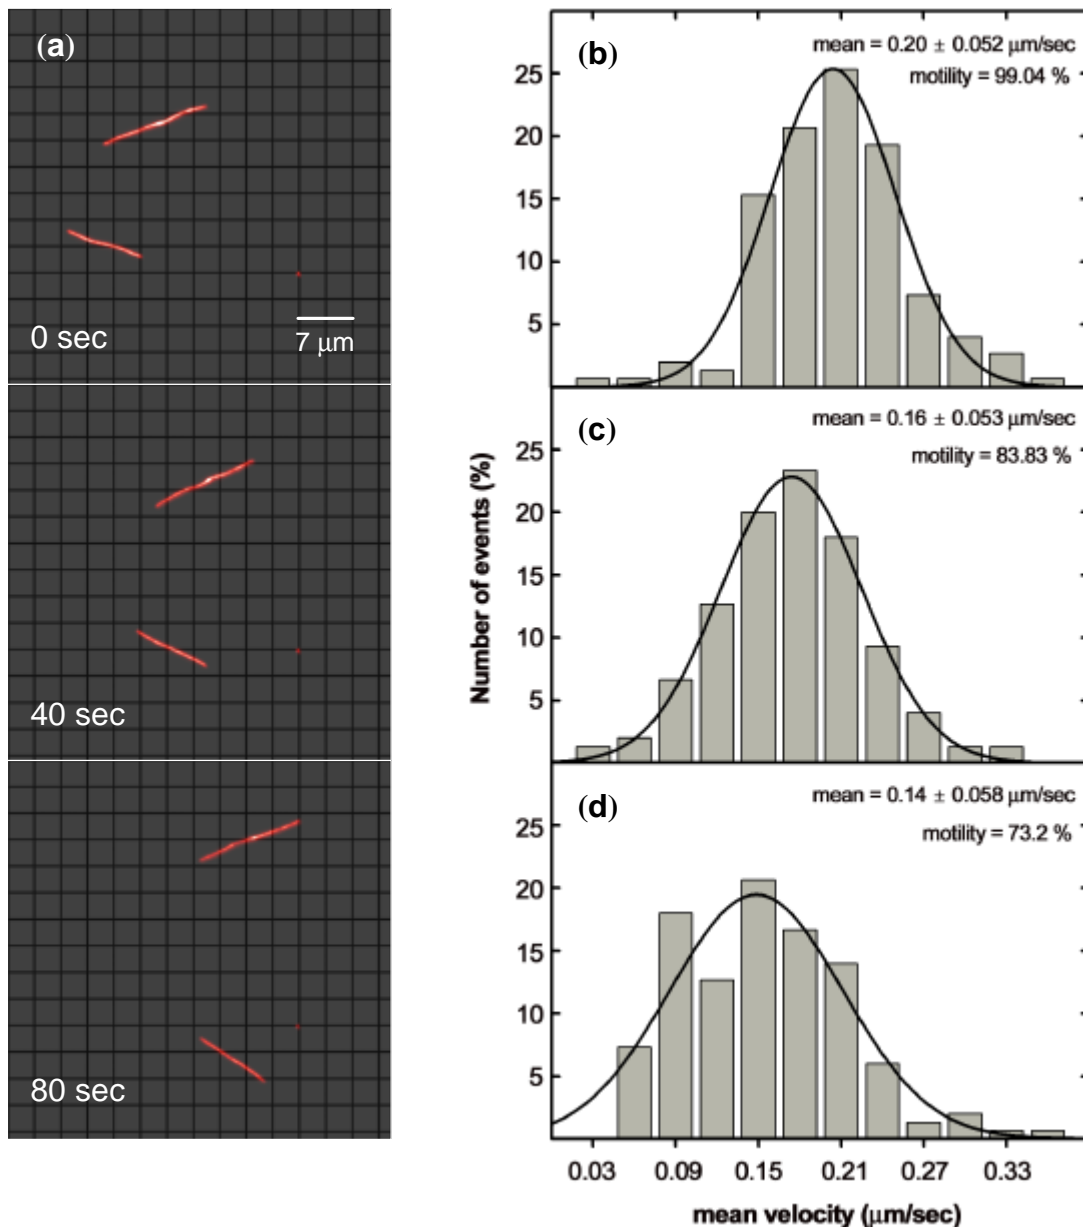 (a)
0 sec
7 μm
40 sec
80 sec
(b)
mean = 0.20 ± 0.052 μm/sec
motility = 99.04 %
25
20
15
10
5
(c)
mean = 0.16 ± 0.053 μm/sec
motility = 83.83 %
25
20
15
10
5
(d)
mean = 0.14 ± 0.058 μm/sec
motility = 73.2 %
25
20
15
10
5
Number of events (%)
0.03 0.09 0.15 0.21 0.27 0.33
mean velocity (μm/sec)